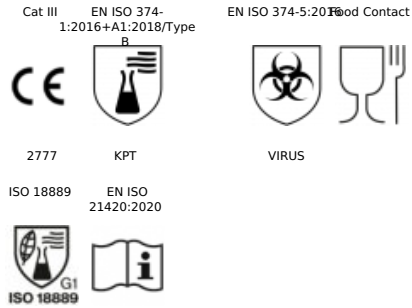 Cat III
EN ISO 374-
1:2016+A1:2018/Type
B
EN ISO 374-5:2016
Food Contact
CE
2777
KPT
VIRUS
ISO 18889
EN ISO
21420:2020
G1
ISO 18889
i